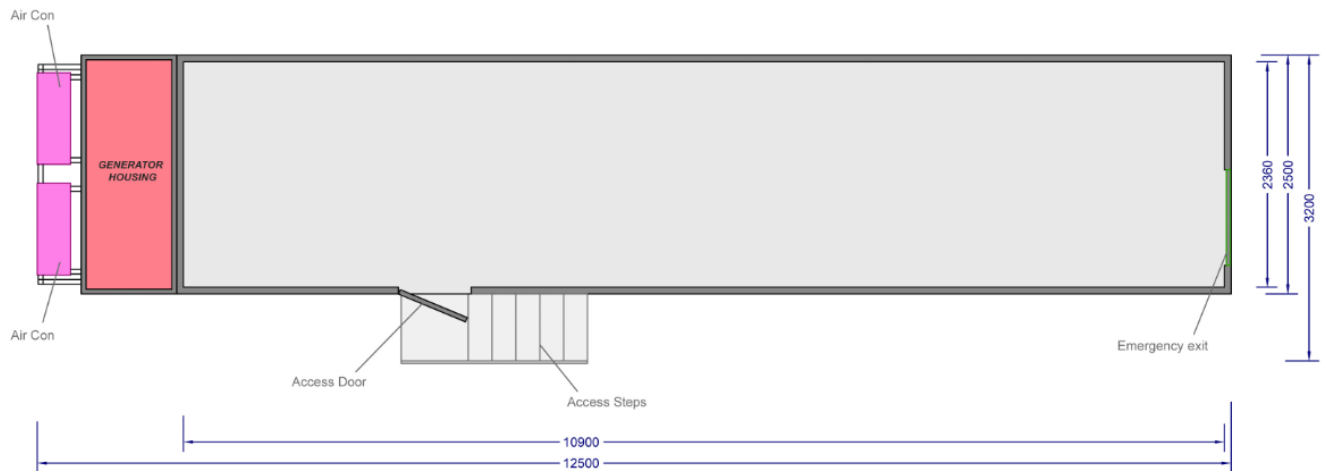 Air Con
GENERATOR
HOUSING
2360
2500
3200
Air Con
Emergency exit
Access Door
Access Steps
10900
12500